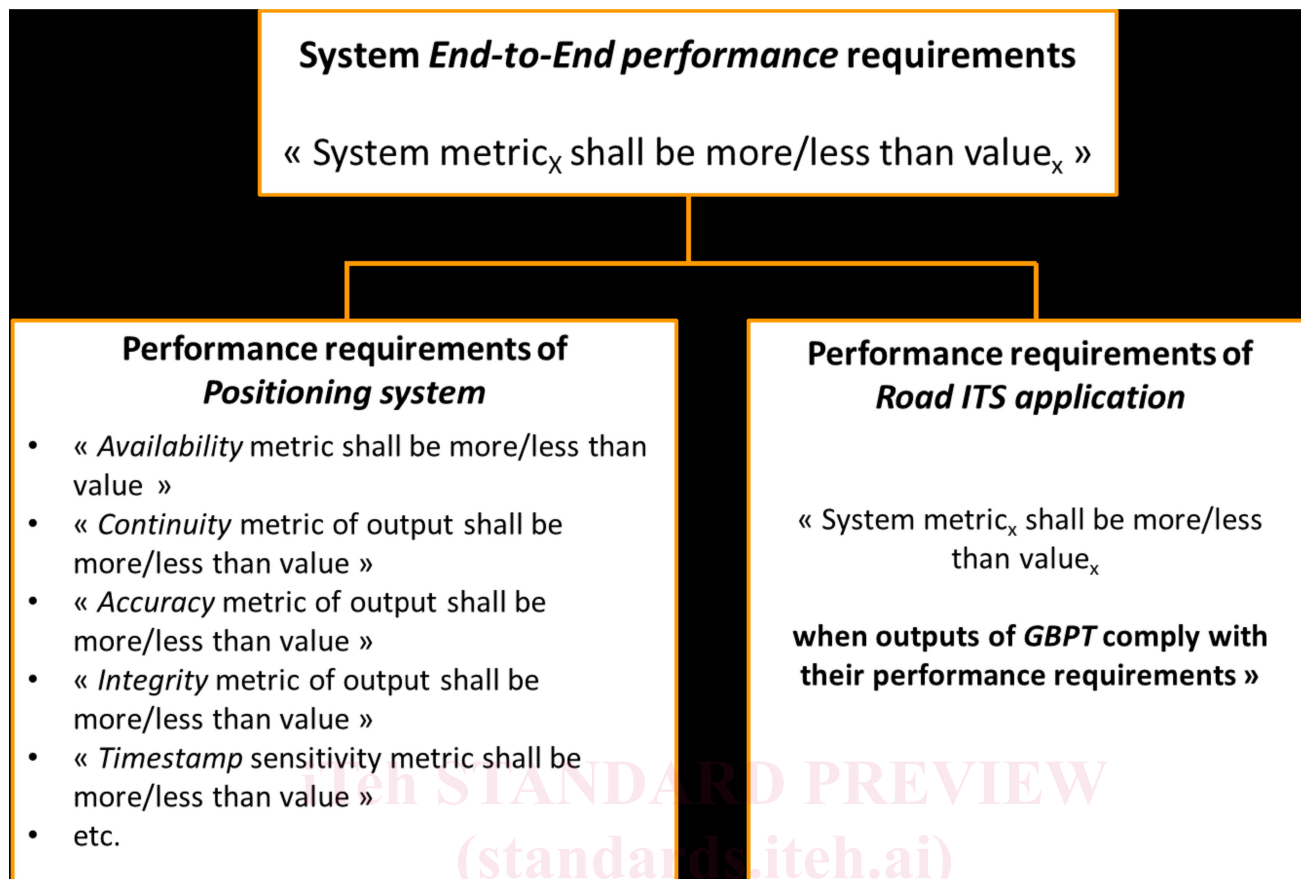 System End-to-End performance requirements
« System metricX shall be more/less than valuex »
Performance requirements of
Positioning system
• « Availability metric shall be more/less than
value »
• « Continuity metric of output shall be
more/less than value »
• « Accuracy metric of output shall be
more/less than value »
• « Integrity metric of output shall be
more/less than value »
• « Timestamp sensitivity metric shall be
more/less than value »
• etc.
Performance requirements of
Road ITS application
« System metricx shall be more/less
than valuex
when outputs of GBPT comply with
their performance requirements »
iTeh STANDARD PREVIEW
(standards.iteh.ai)